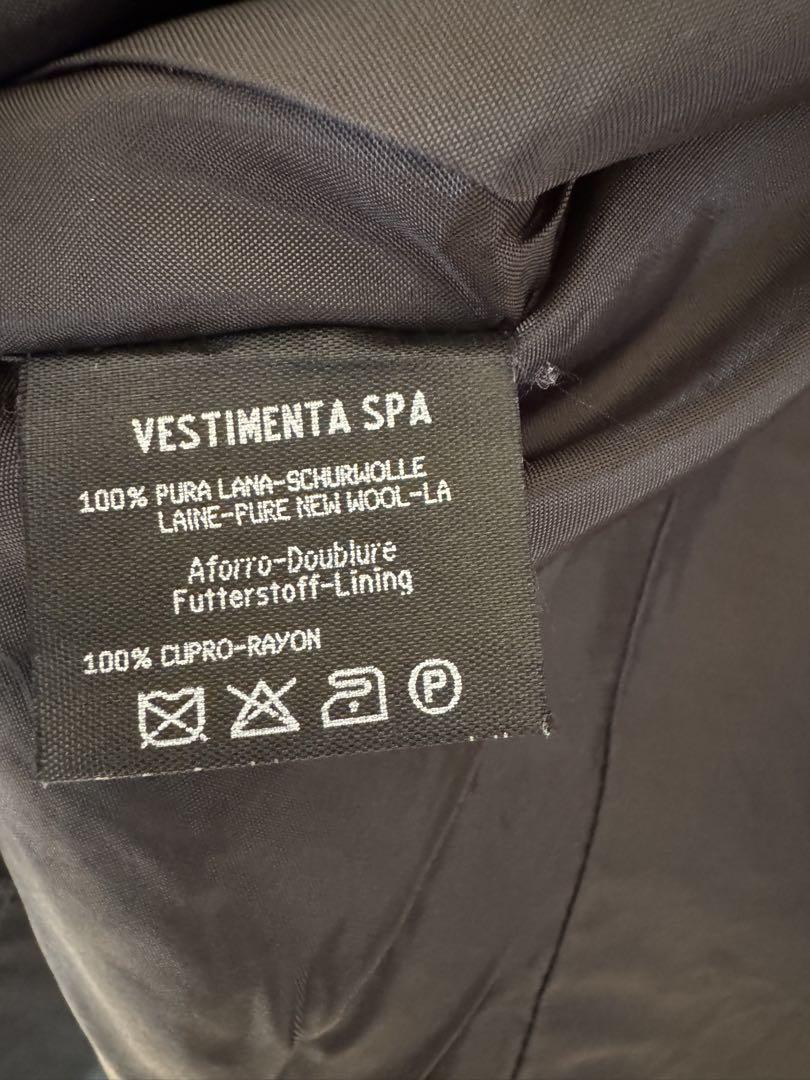 VESTIMENTA SPA
100% PURA LANA-SCHURWOLLE
LAINE-PURE NEW WOOL-LA
Aforro-Doublure
Futterstoff-Lining
100% CUPRO-RAYON
P